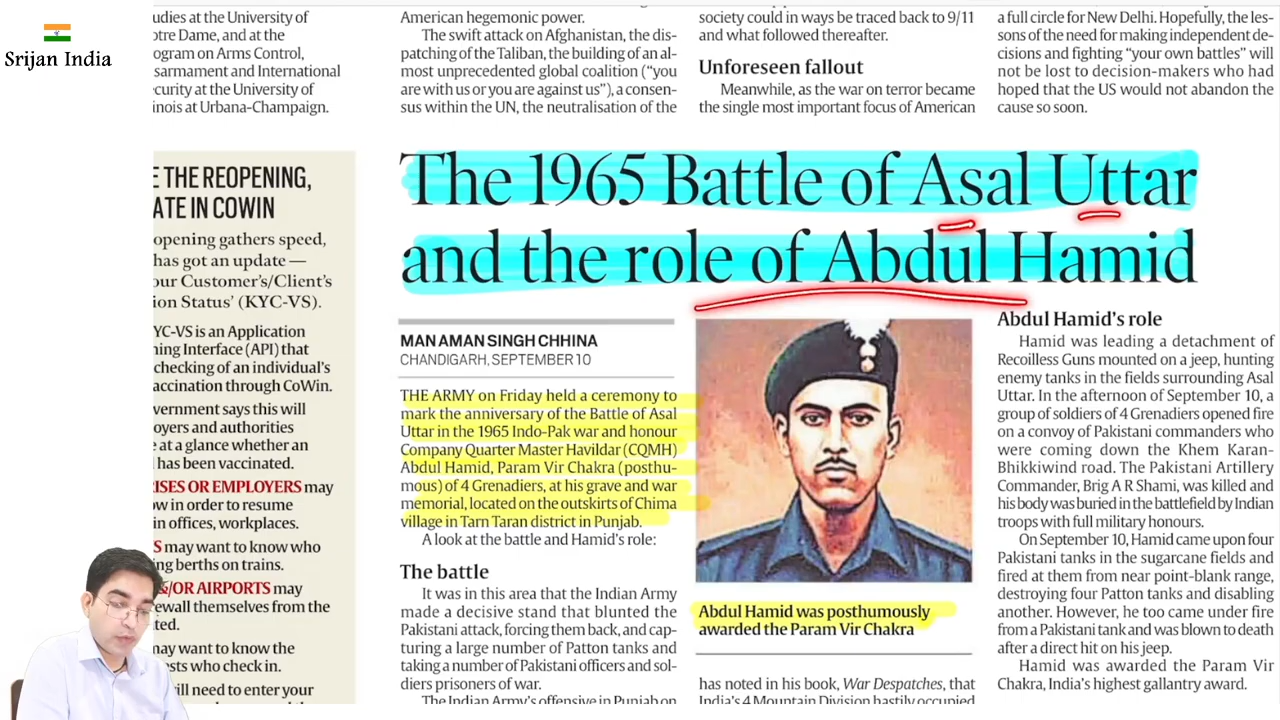 Srijan India
udies at the University of
otre Dame, and at the
ogram on Arms Control,
sarmament and International
ecurity at the University of
inois at Urbana-Champaign.
E THE REOPENING,
ATE IN COWIN
opening gathers speed,
has got an update —
our Customer's/Client's
ion Status' (KYC-VS).
YC-VS is an Application
ning Interface (API) that
checking of an individual's
accination through CoWin.
vernment says this will
oyers and authorities
e at a glance whether an
l has been vaccinated.
RISES OR EMPLOYERS may
ow in order to resume
in offices, workplaces.
S may want to know who
ing berths on trains.
&/OR AIRPORTS may
ewall themselves from the
ted.
may want to know the
sts who check in.
will need to enter your
American hegemonic power.
The swift attack on Afghanistan, the dis-
patching of the Taliban, the building of an al-
most unprecedented global coalition ("you
are with us or you are against us"), a consen-
sus within the UN, the neutralisation of the
society could in ways be traced back to 9/11
and what followed thereafter.
Unforeseen fallout
Meanwhile, as the war on terror became
the single most important focus of American
a full circle for New Delhi. Hopefully, the les-
sons of the need for making independent de-
cisions and fighting "your own battles" will
not be lost to decision-makers who had
hoped that the US would not abandon the
cause so soon.
The 1965 Battle of Asal Uttar
and the role of Abdul Hamid
MAN AMAN SINGH CHHINA
CHANDIGARH, SEPTEMBER 10
THE ARMY on Friday held a ceremony to
mark the anniversary of the Battle of Asal
Uttar in the 1965 Indo-Pak war and honour
Company Quarter Master Havildar (CQMH)
Abdul Hamid, Param Vir Chakra (posthu-
mous) of 4 Grenadiers, at his grave and war
memorial, located on the outskirts of Chima
village in Tarn Taran district in Punjab.
A look at the battle and Hamid's role:
The battle
It was in this area that the Indian Army
made a decisive stand that blunted the
Pakistani attack, forcing them back, and cap-
turing a large number of Patton tanks and
taking a number of Pakistani officers and sol-
diers prisoners of war.
The Indian Army's offensive in Punjab on
Abdul Hamid was posthumously
awarded the Param Vir Chakra
has noted in his book, War Despatches, that
India's 4 Mountain Division hastily occupied
Abdul Hamid's role
Hamid was leading a detachment of
Recoilless Guns mounted on a jeep, hunting
enemy tanks in the fields surrounding Asal
Uttar. In the afternoon of September 10, a
group of soldiers of 4 Grenadiers opened fire
on a convoy of Pakistani commanders who
were coming down the Khem Karan-
Bhikkiwind road. The Pakistani Artillery
Commander, Brig A R Shami, was killed and
his body was buried in the battlefield by Indian
troops with full military honours.
On September 10, Hamid came upon four
Pakistani tanks in the sugarcane fields and
fired at them from near point-blank range,
destroying four Patton tanks and disabling
another. However, he too came under fire
from a Pakistani tank and was blown to death
after a direct hit on his jeep.
Hamid was awarded the Param Vir
Chakra, India's highest gallantry award.